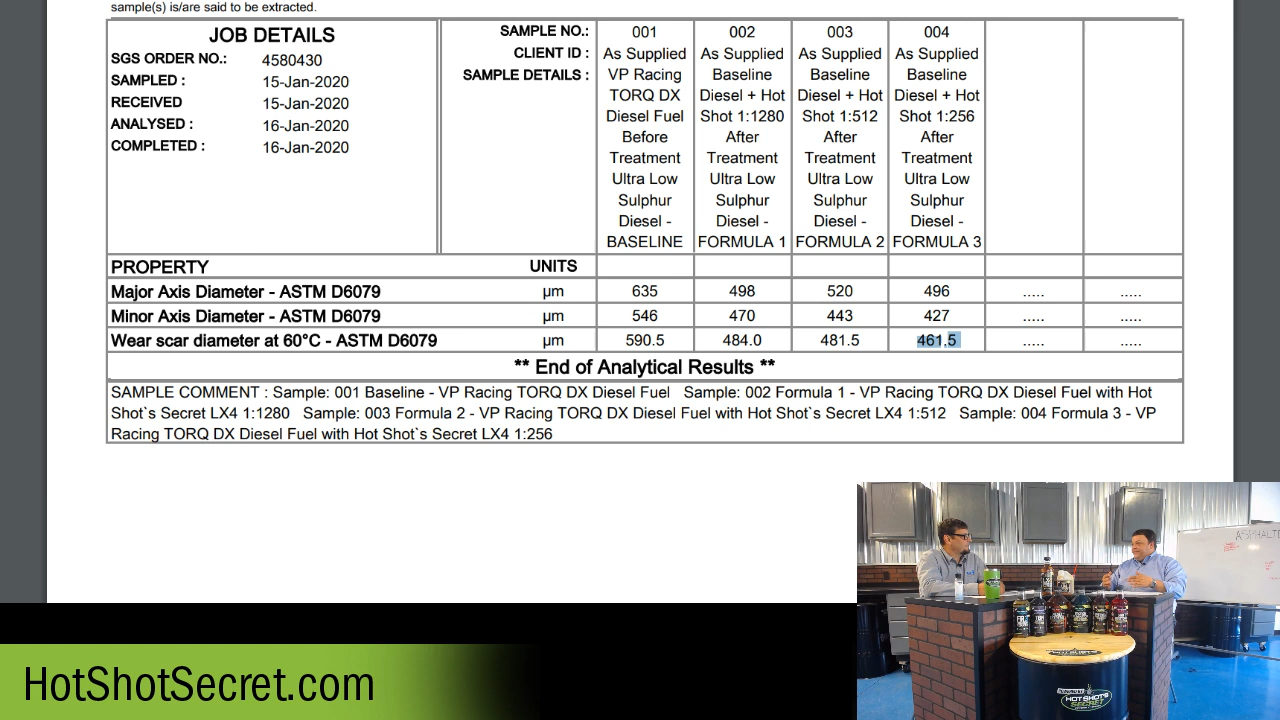 sample(s) is/are said to be extracted.
JOB DETAILS
SGS ORDER NO.: 4580430
SAMPLED : 15-Jan-2020
RECEIVED 15-Jan-2020
ANALYSED : 16-Jan-2020
COMPLETED : 16-Jan-2020
SAMPLE NO.: 001 002 003 004
CLIENT ID : As Supplied As Supplied As Supplied As Supplied
SAMPLE DETAILS : VP Racing Baseline Baseline Baseline
TORQ DX Diesel + Hot Diesel + Hot Diesel + Hot
Diesel Fuel Shot 1:1280 Shot 1:512 Shot 1:256
Before After After After
Treatment Treatment Treatment Treatment
Ultra Low Ultra Low Ultra Low Ultra Low
Sulphur Sulphur Sulphur Sulphur
Diesel - Diesel - Diesel - Diesel -
BASELINE FORMULA 1 FORMULA 2 FORMULA 3
PROPERTY UNITS
Major Axis Diameter - ASTM D6079 µm 635 498 520 496 ..... .....
Minor Axis Diameter - ASTM D6079 µm 546 470 443 427 ..... .....
Wear scar diameter at 60°C - ASTM D6079 µm 590.5 484.0 481.5 461.5 ..... .....
** End of Analytical Results **
SAMPLE COMMENT : Sample: 001 Baseline - VP Racing TORQ DX Diesel Fuel Sample: 002 Formula 1 - VP Racing TORQ DX Diesel Fuel with Hot
Shot`s Secret LX4 1:1280 Sample: 003 Formula 2 - VP Racing TORQ DX Diesel Fuel with Hot Shot`s Secret LX4 1:512 Sample: 004 Formula 3 - VP
Racing TORQ DX Diesel Fuel with Hot Shot`s Secret LX4 1:256
HOT SHOT'S
SECRET
HotShotSecret.com